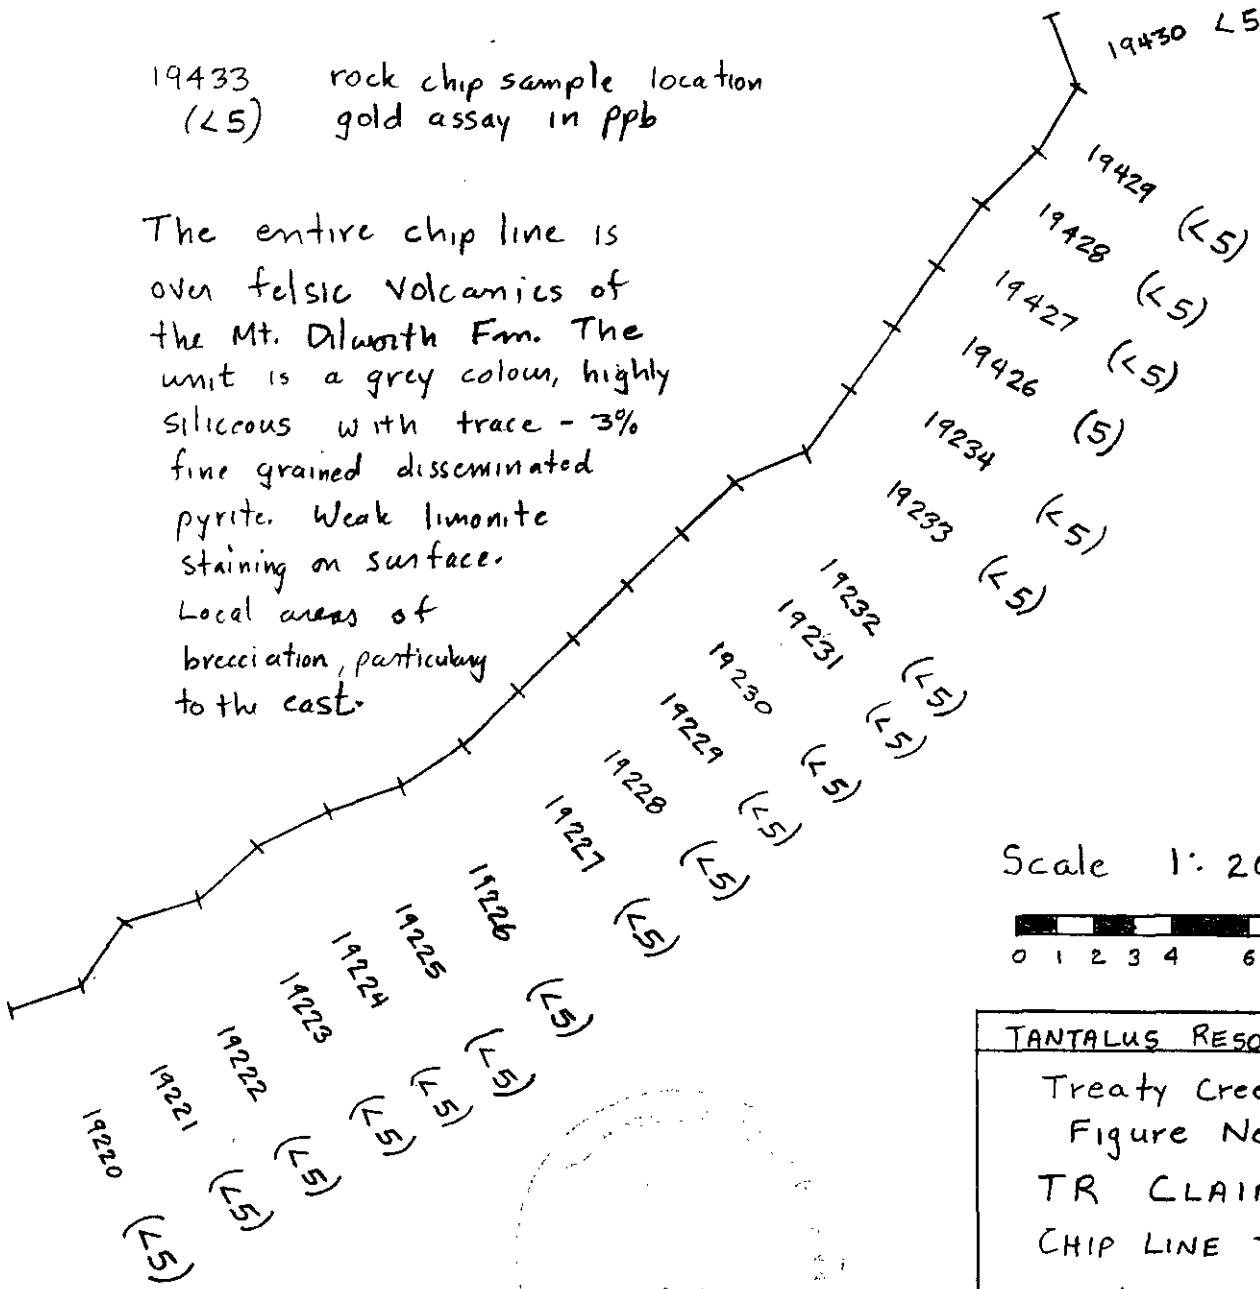 19433 rock chip sample location
(<5) gold assay in ppb
The entire chip line is
over felsic volcanics of
the Mt. Dilworth Fm. The
unit is a grey colour, highly
siliceous with trace - 3%
fine grained disseminated
pyrite. Weak limonite
staining on surface.
Local areas of
brecciation, particulary
to the east.
19430 <5
19429 (<5)
19428 (<5)
19427 (<5)
19426 (5)
19234 (<5)
19233 (<5)
19232 (<5)
19231 (<5)
19230 (<5)
19229 (<5)
19228 (<5)
19227 (<5)
19226 (<5)
19225 (<5)
19224 (<5)
19223 (<5)
19222 (<5)
19221 (<5)
19220 (<5)
Scale 1: 20
0 1 2 3 4 6
TANTALUS RESO
Treaty Cree
Figure No
TR CLAI
CHIP LINE